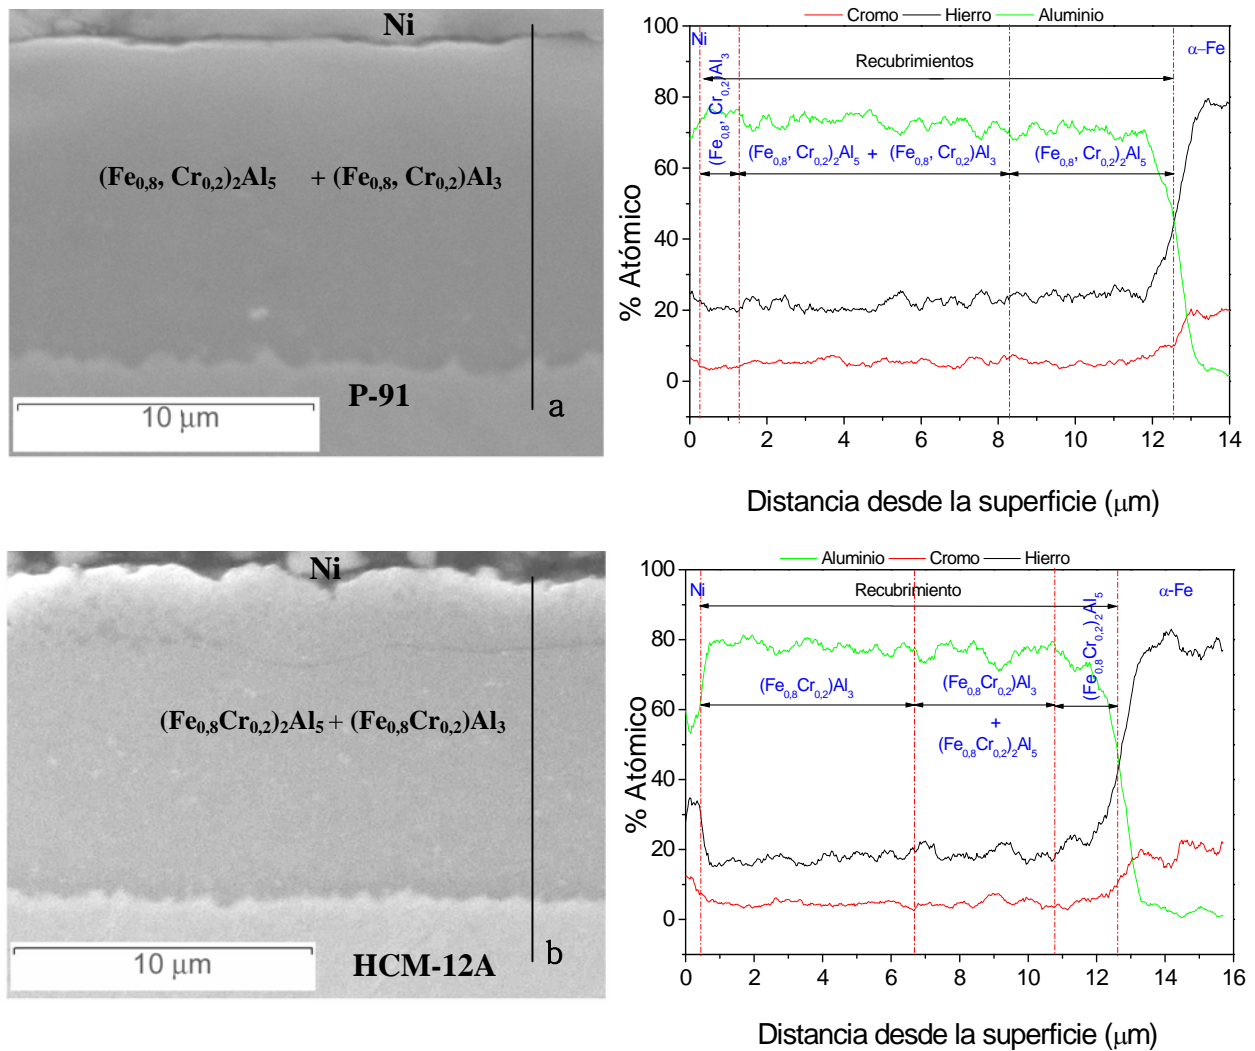 Ni
(Fe0,8, Cr0,2)2Al5 + (Fe0,8, Cr0,2)Al3
P-91
10 μm
a
Cromo Hierro Aluminio
% Atómico
100
80
60
40
20
0
Ni
α-Fe
Recubrimientos
(Fe0,8, Cr0,2)Al3
(Fe0,8, Cr0,2)2Al5 + (Fe0,8, Cr0,2)Al3
(Fe0,8, Cr0,2)2Al5
0 2 4 6 8 10 12 14
Distancia desde la superficie (μm)
Ni
(Fe0,8Cr0,2)2Al5 + (Fe0,8Cr0,2)Al3
HCM-12A
10 μm
b
Aluminio Cromo Hierro
% Atómico
100
80
60
40
20
0
Ni
α-Fe
Recubrimiento
(Fe0,8Cr0,2)Al3
(Fe0,8Cr0,2)Al3
+
(Fe0,8Cr0,2)2Al5
(Fe0,8Cr0,2)2Al5
0 2 4 6 8 10 12 14 16
Distancia desde la superficie (μm)